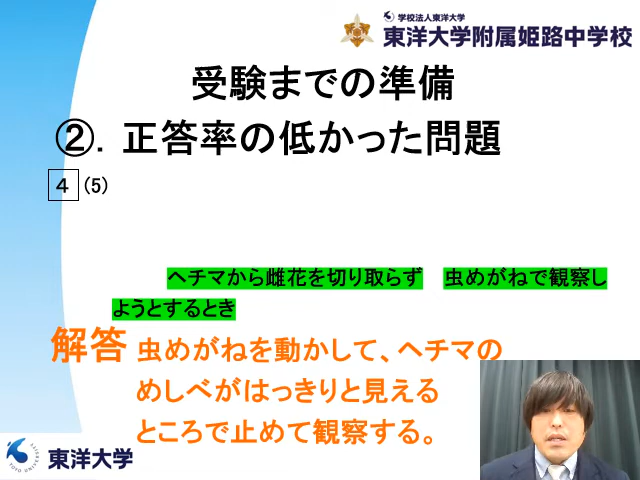 学校法人東洋大学
東洋大学附属姫路中学校
受験までの準備
②．正答率の低かった問題
4 (5)
ヘチマから雌花を切り取らず　虫めがねで観察し
ようとするとき
解答 虫めがねを動かして、ヘチマの
めしべがはっきりと見える
ところで止めて観察する。
東洋大学